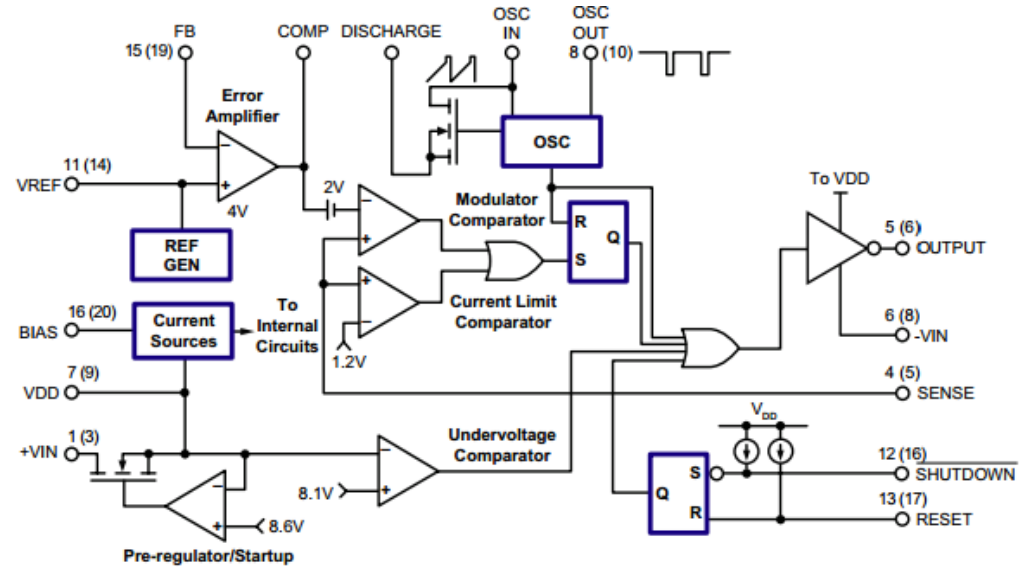 FB
15 (19)
COMP
DISCHARGE
OSC
IN
OSC
OUT
8 (10)
Error
Amplifier
−
+
4V
11 (14)
VREF
REF
GEN
OSC
2V
−
+
Modulator
Comparator
R
Q
S
To VDD
5 (6)
OUTPUT
16 (20)
BIAS
Current
Sources
To
Internal
Circuits
+
−
1.2V
Current Limit
Comparator
6 (8)
-VIN
7 (9)
VDD
4 (5)
SENSE
1 (3)
+VIN
−
+
8.6V
Pre-regulator/Startup
Undervoltage
Comparator
−
+
8.1V
VDD
S
Q
R
12 (16)
SHUTDOWN
13 (17)
RESET